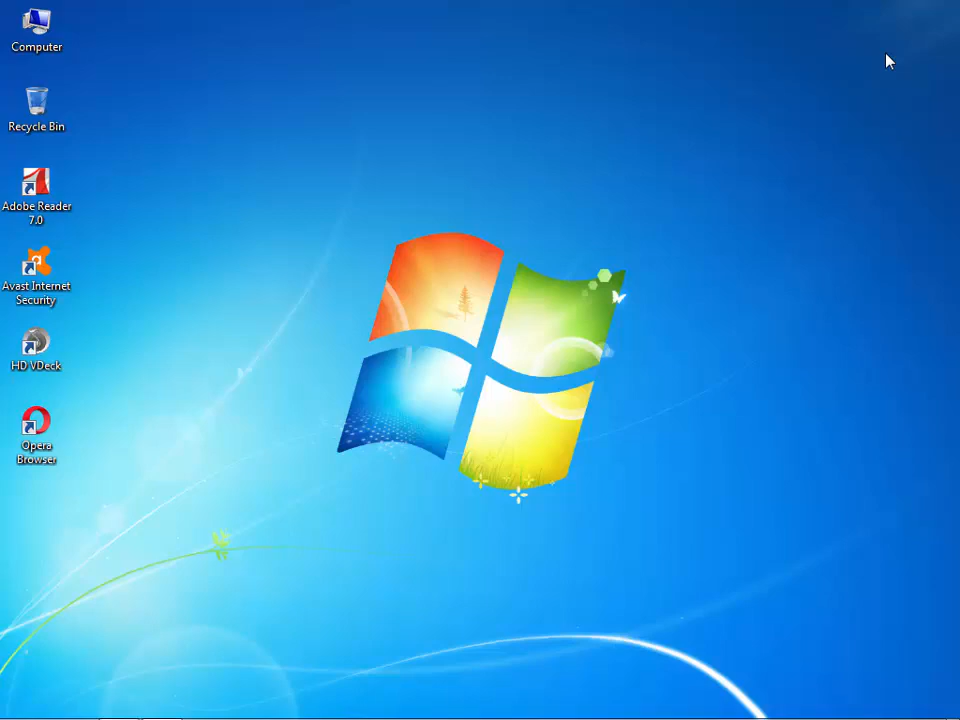 Computer
Recycle Bin
Adobe Reader
7.0
Avast Internet
Security
HD VDeck
Opera
Browser